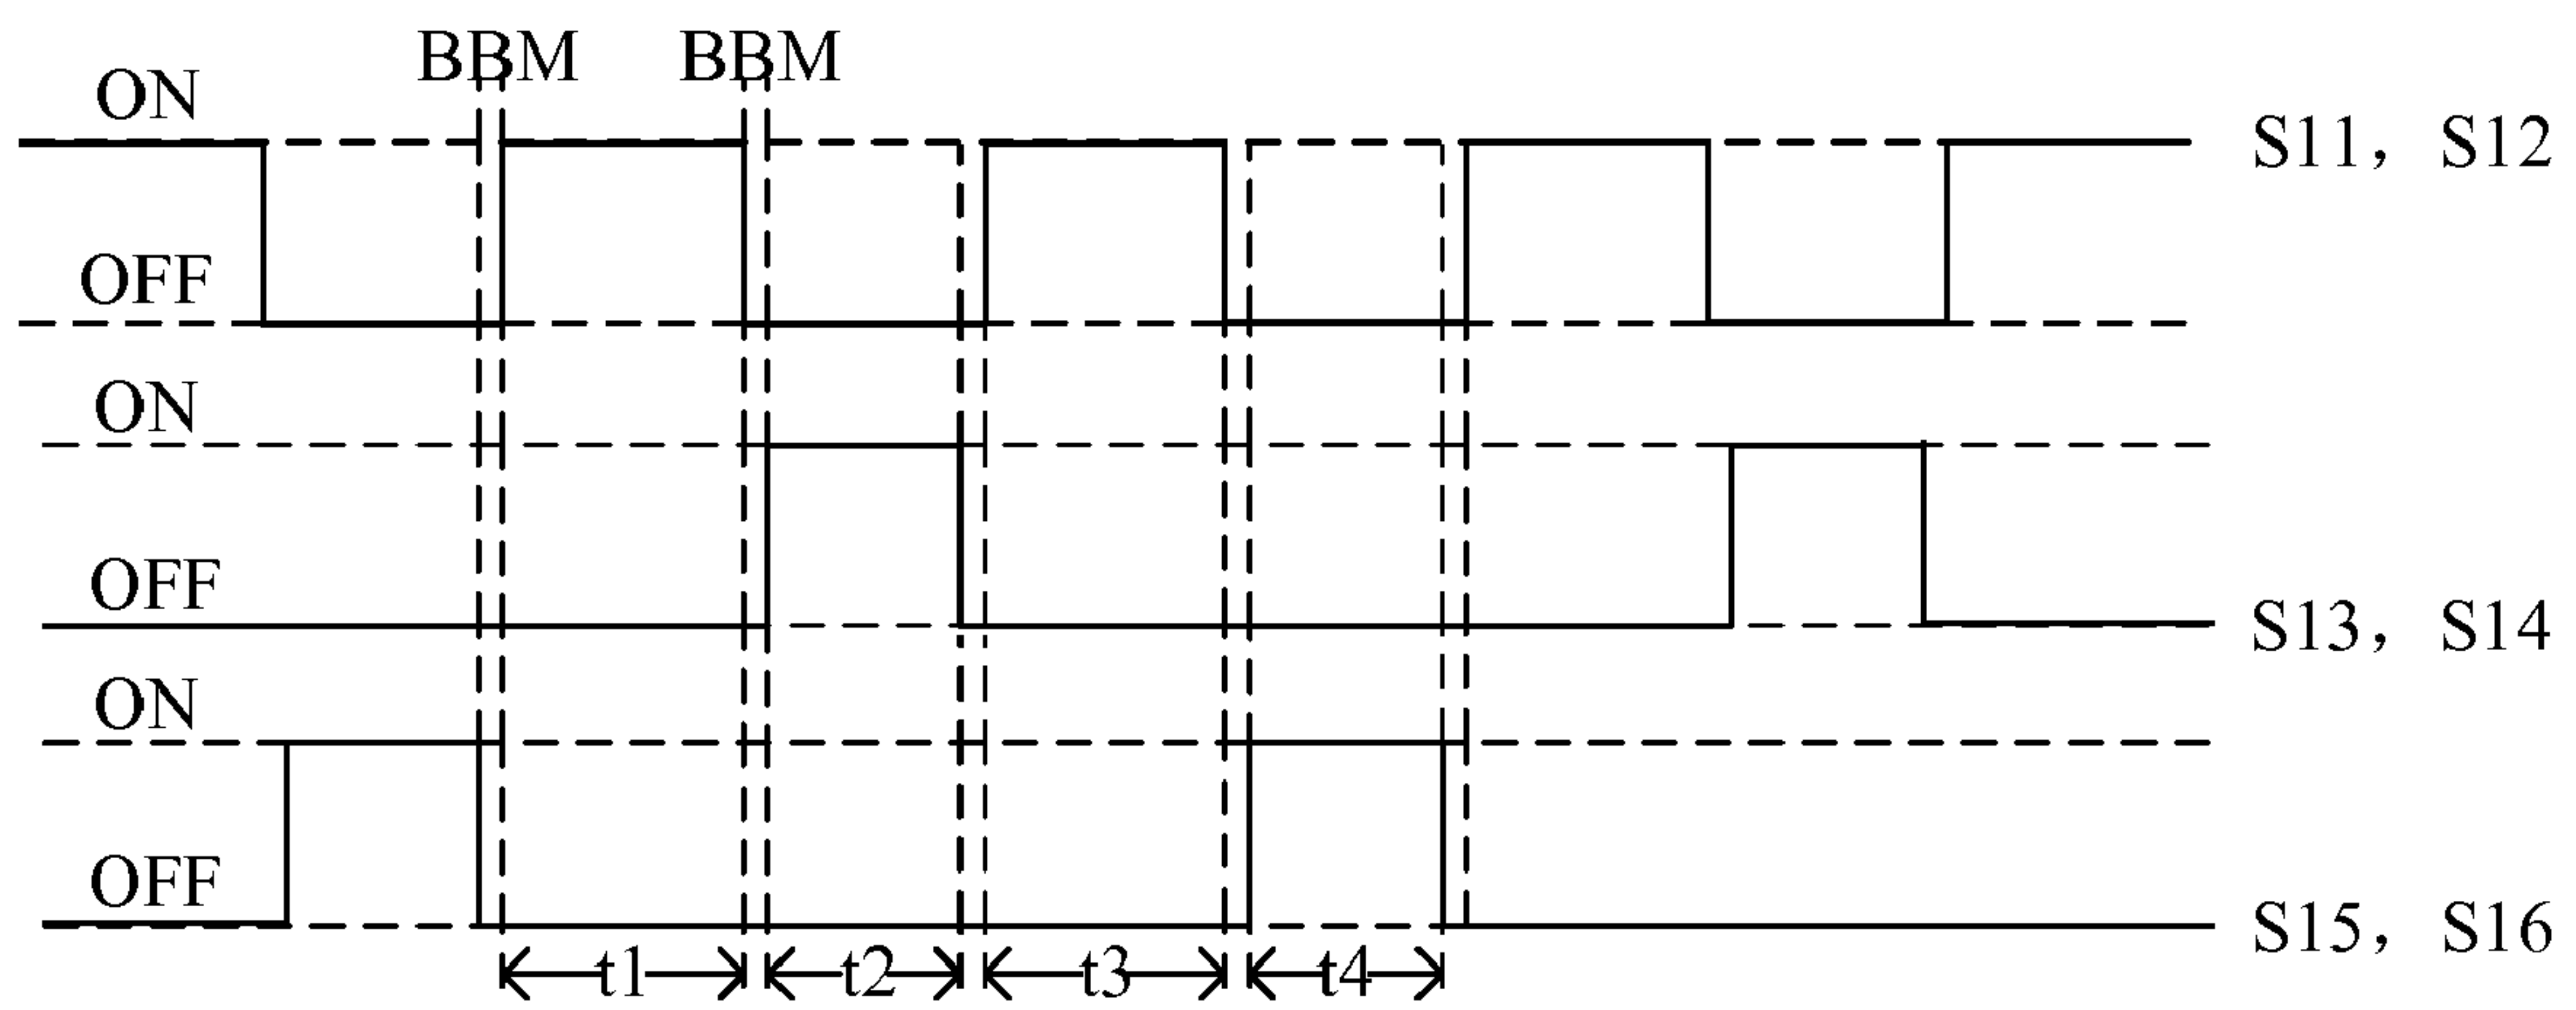 BBM BBM
ON
S11, S12
OFF
ON
OFF
S13, S14
ON
OFF
S15, S16
t1 t2 t3 t4